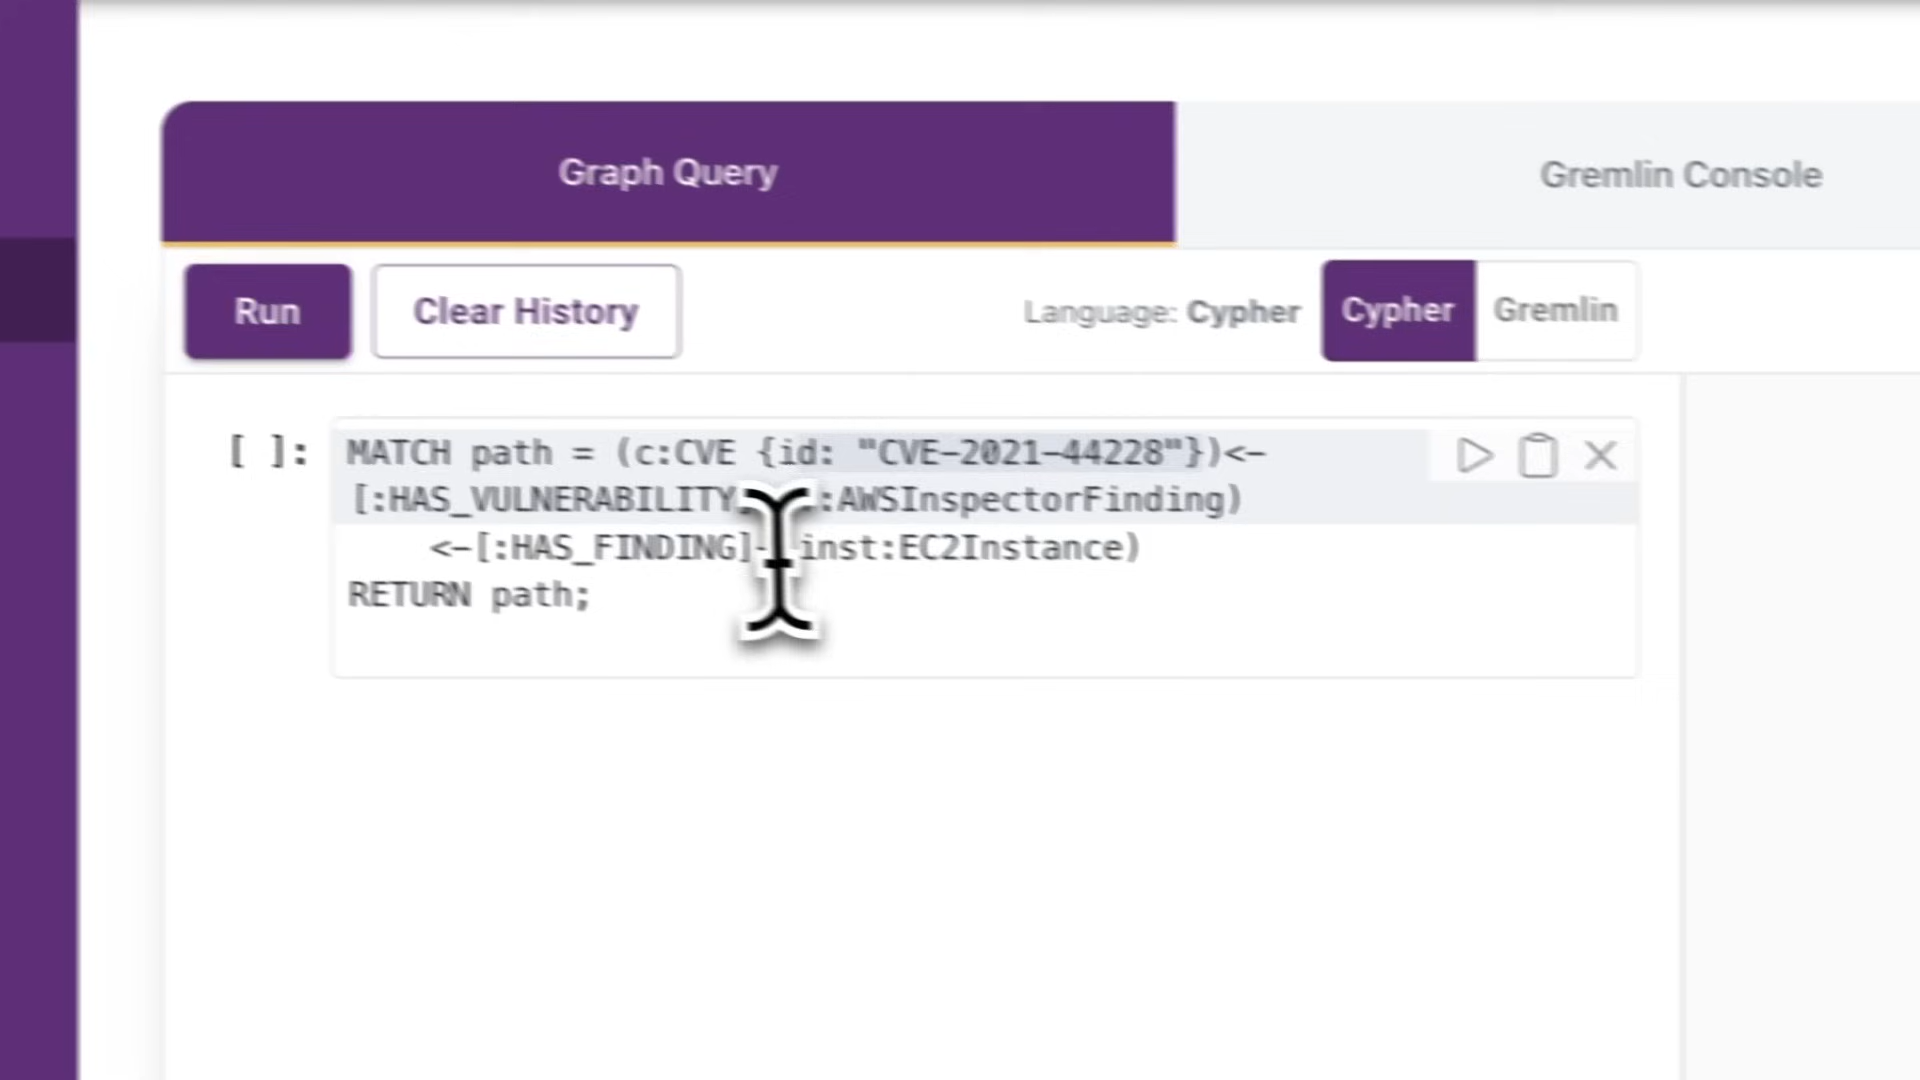 Graph Query
Gremlin Console
Run
Clear History
Language: Cypher
Cypher
Gremlin
[ ]:
MATCH path = (c:CVE {id: "CVE-2021-44228"})<-
[:HAS_VULNERABILITY :AWSInspectorFinding)
<-[:HAS_FINDING]- inst:EC2Instance)
RETURN path;